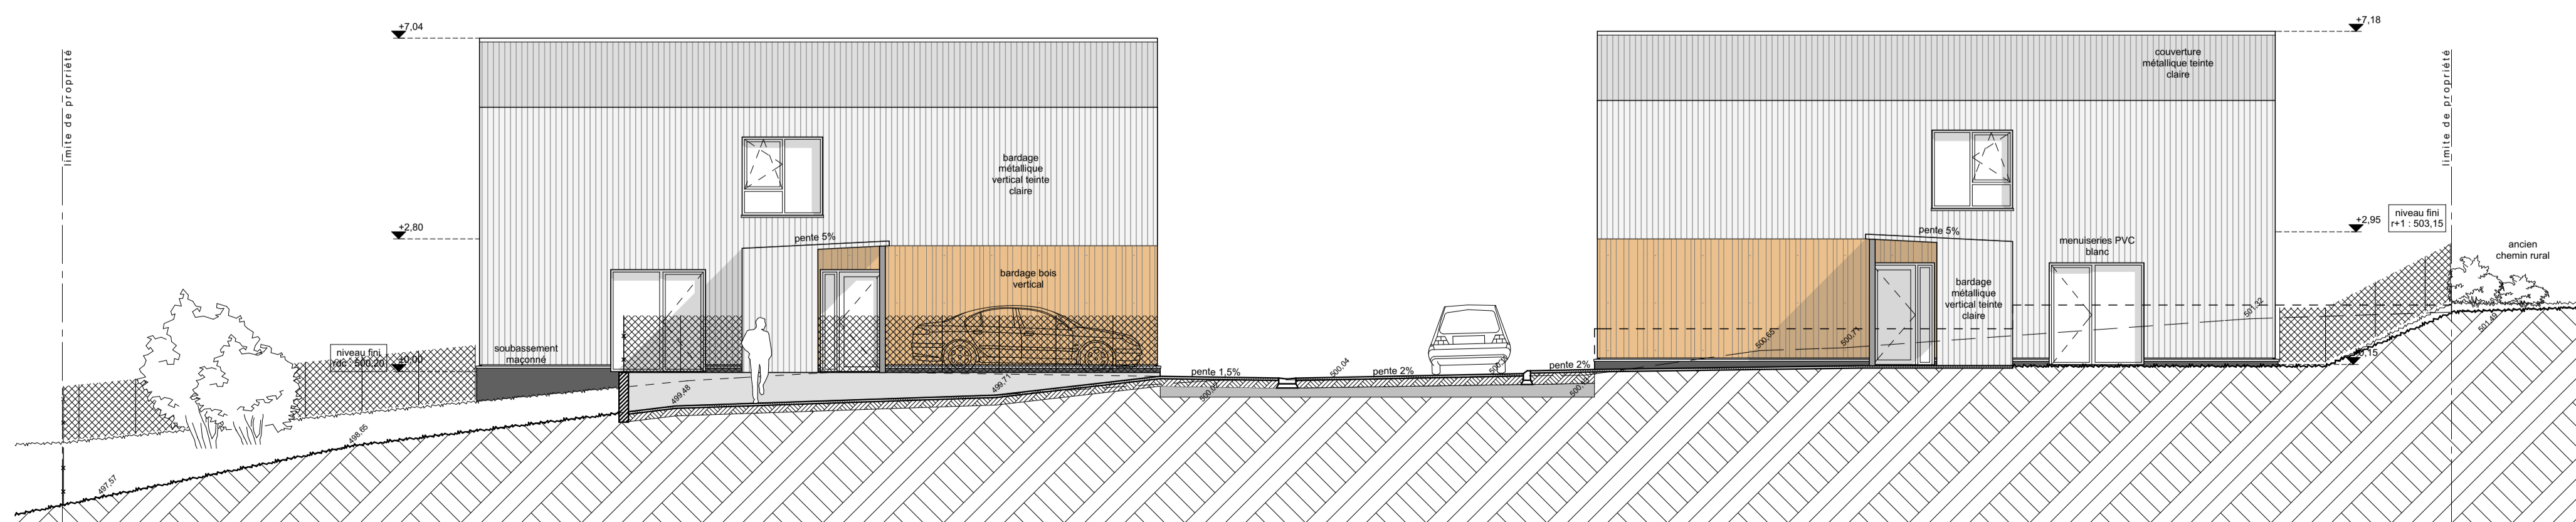 limite de propriété
+7,04
+2,80
niveau fini
±0,00
soubassement
maçonné
pente 5%
bardage
métallique
vertical teinte
claire
bardage bois
vertical
497,57
498,65
499,48
499,71
pente 1,5%
500,04
pente 2%
pente 2%
couverture
métallique teinte
claire
pente 5%
bardage
métallique
vertical teinte
claire
menuiseries PVC
blanc
500,65
500,77
501,32
+7,18
+2,95
niveau fini
r+1 : 503,15
limite de propriété
ancien
chemin rural
501,49